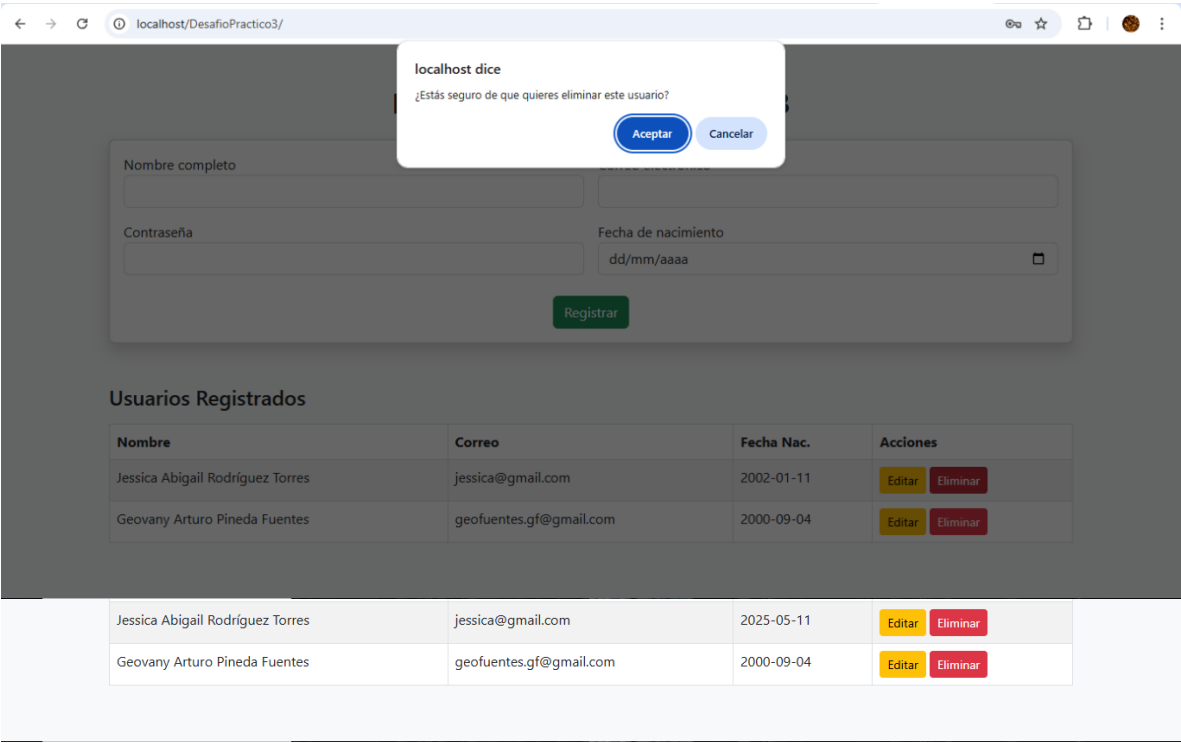 localhost/DesafioPractico3/
localhost dice
¿Estás seguro de que quieres eliminar este usuario?
Aceptar Cancelar
Nombre completo
Contraseña Fecha de nacimiento
dd/mm/aaaa
Registrar
Usuarios Registrados
Nombre Correo Fecha Nac. Acciones
Jessica Abigail Rodríguez Torres jessica@gmail.com 2002-01-11 Editar Eliminar
Geovany Arturo Pineda Fuentes geofuentes.gf@gmail.com 2000-09-04 Editar Eliminar
Jessica Abigail Rodríguez Torres jessica@gmail.com 2025-05-11 Editar Eliminar
Geovany Arturo Pineda Fuentes geofuentes.gf@gmail.com 2000-09-04 Editar Eliminar